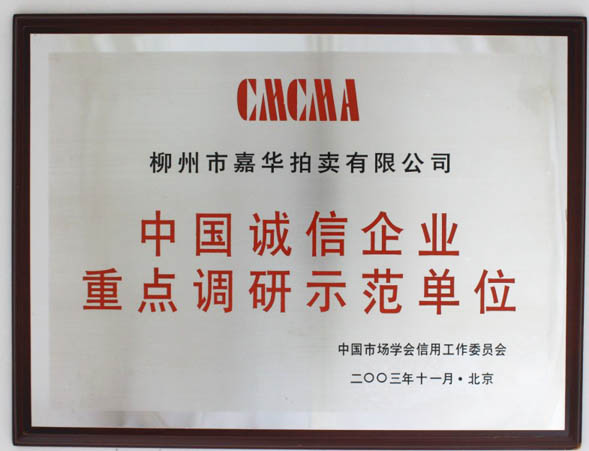 CMCMA
柳州市嘉华拍卖有限公司
中国诚信企业
重点调研示范单位
中国市场学会信用工作委员会
二〇〇三年十一月·北京